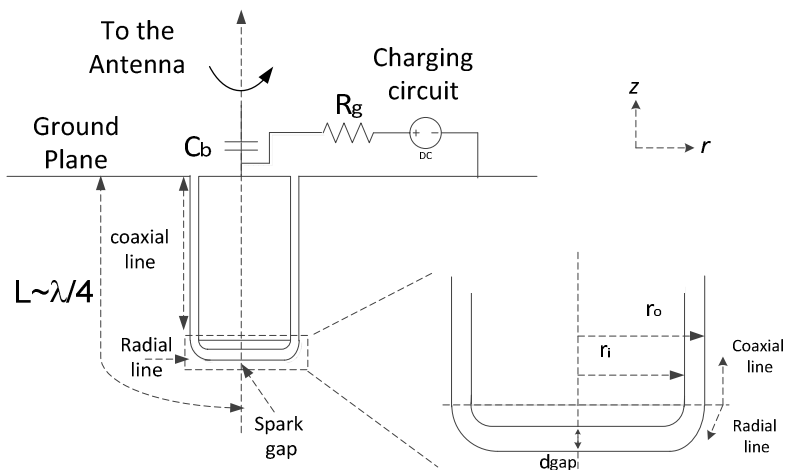 To the
Antenna
Charging
circuit
Rg
+ -
DC
Ground
Plane
Cb
z
r
coaxial
line
L~λ/4
Radial
line
Spark
gap
ro
ri
Coaxial
line
Radial
line
dgap